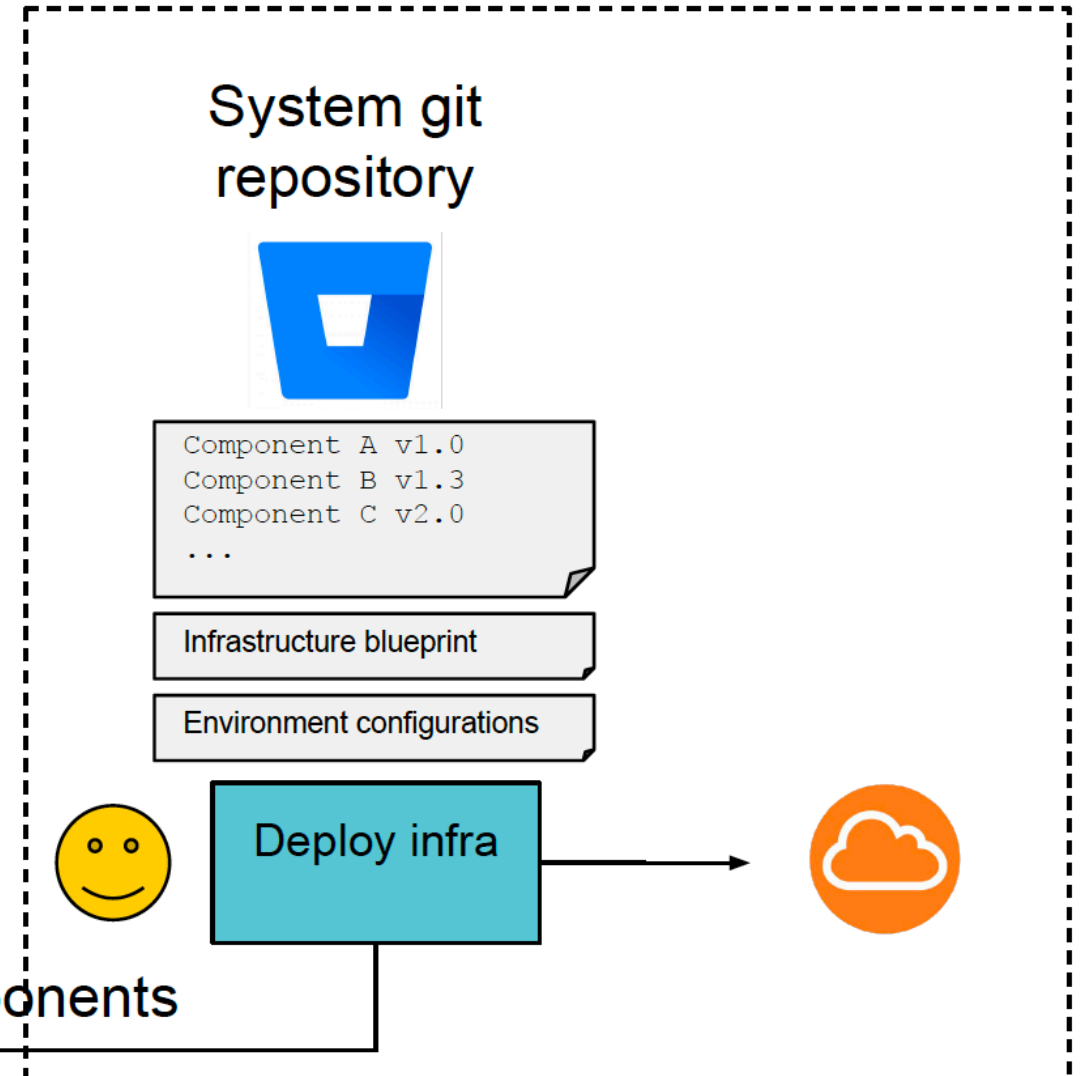 System git
repository
Component A v1.0
Component B v1.3
Component C v2.0
...
Infrastructure blueprint
Environment configurations
Deploy infra
onents